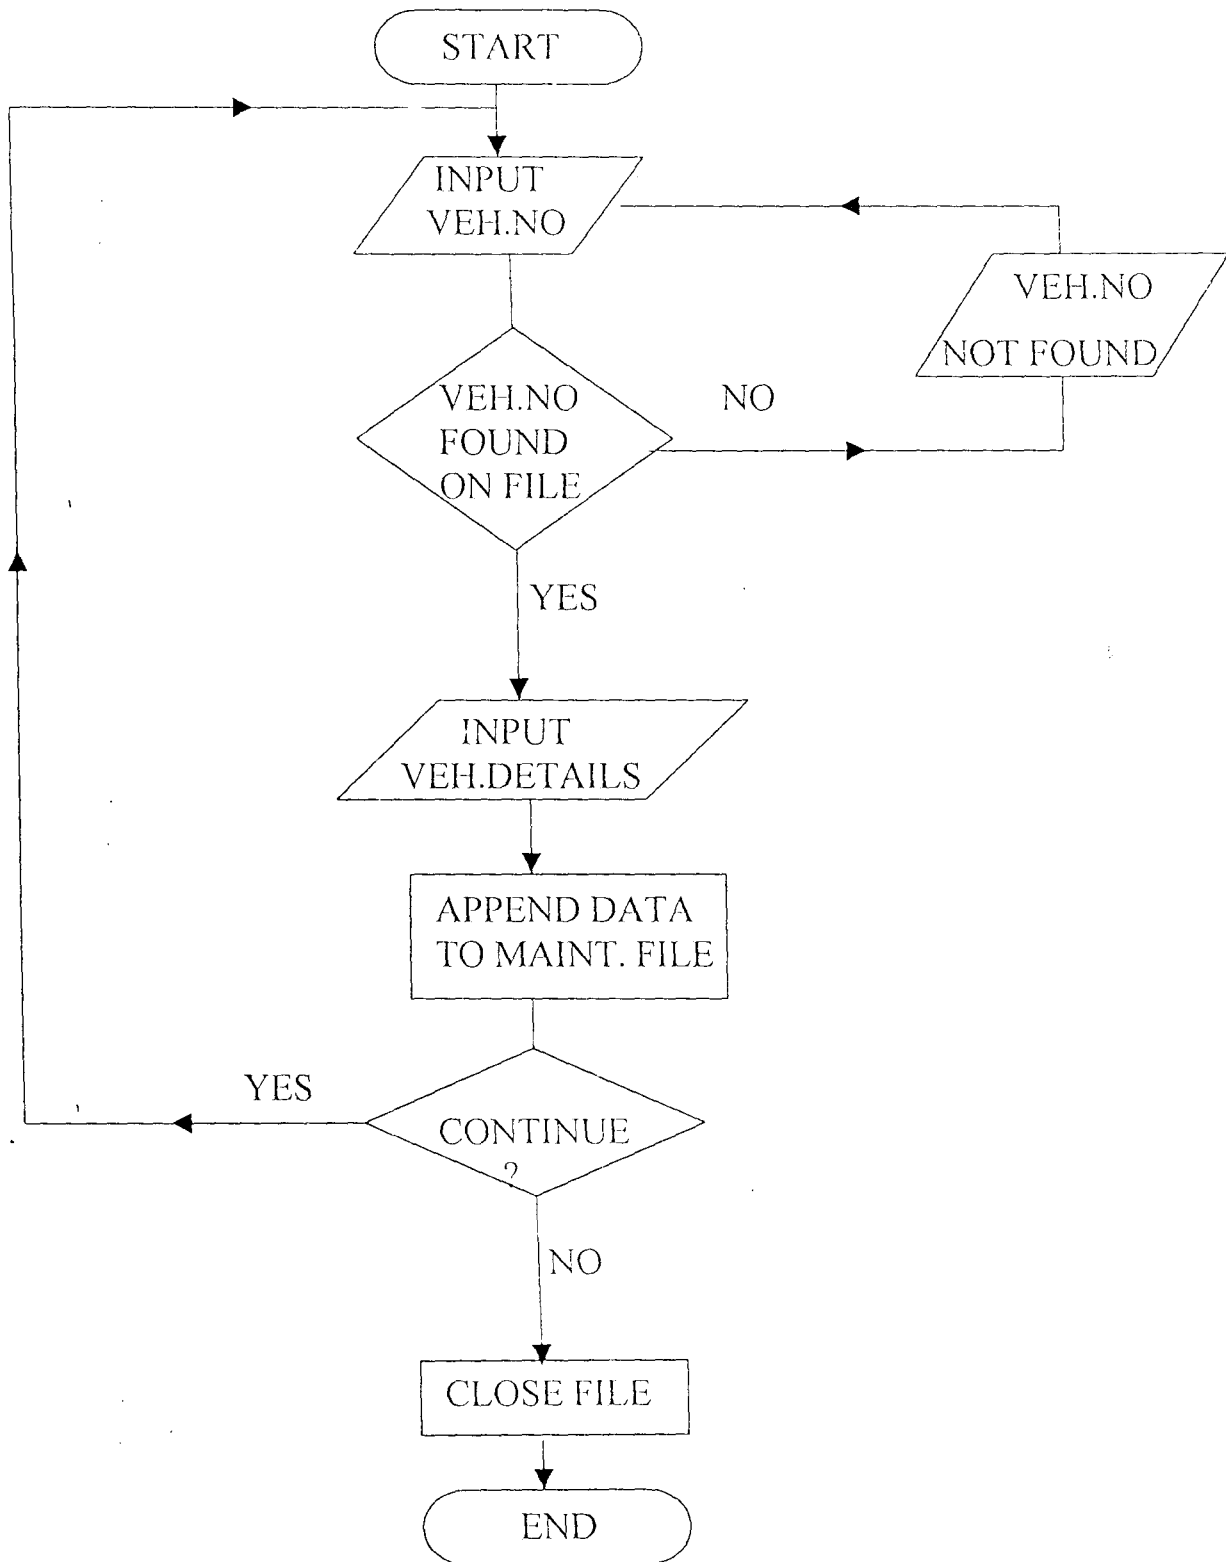 START
INPUT
VEH.NO
VEH.NO
NOT FOUND
VEH.NO
FOUND
ON FILE
NO
YES
INPUT
VEH.DETAILS
APPEND DATA
TO MAINT. FILE
YES
CONTINUE
?
NO
CLOSE FILE
END